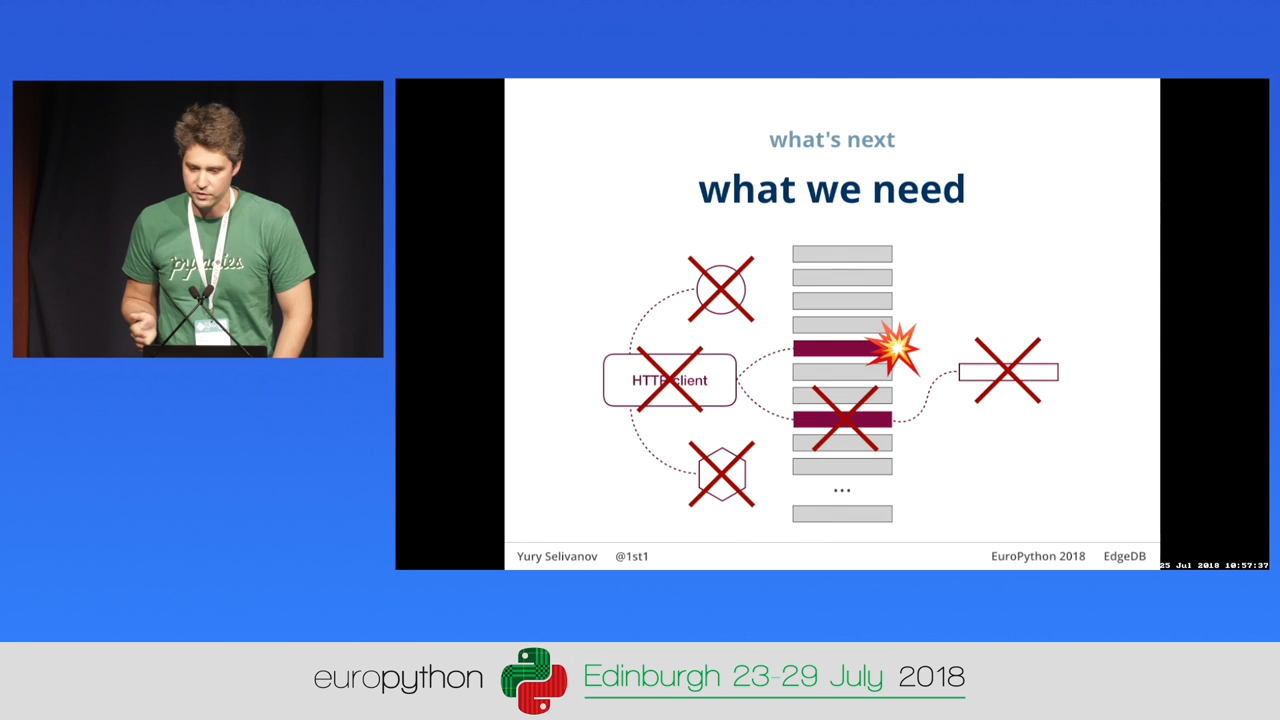 what's next
what we need
HTTP client
...
Yury Selivanov @1st1 EuroPython 2018 EdgeDB
25 Jul 2018 10:57:37
europython Edinburgh 23-29 July 2018